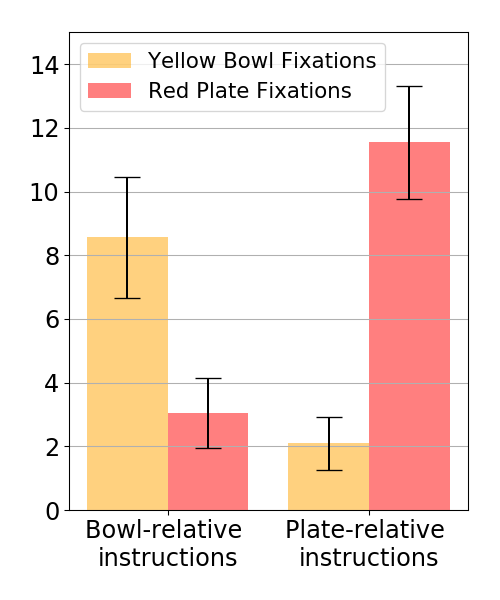 Yellow Bowl Fixations
Red Plate Fixations
14
12
10
8
6
4
2
0
Bowl-relative instructions
Plate-relative instructions